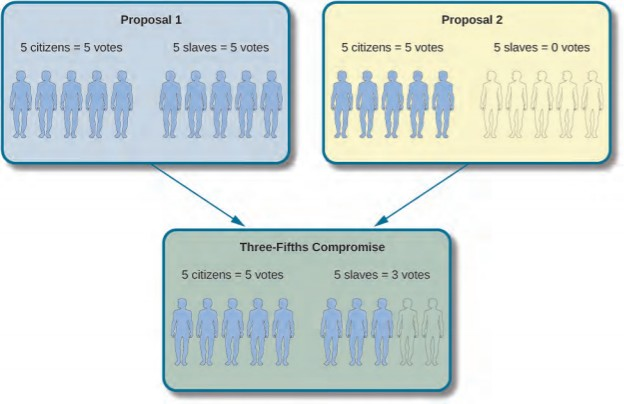 Proposal 1
5 citizens = 5 votes 5 slaves = 5 votes
Proposal 2
5 citizens = 5 votes 5 slaves = 0 votes
Three-Fifths Compromise
5 citizens = 5 votes 5 slaves = 3 votes